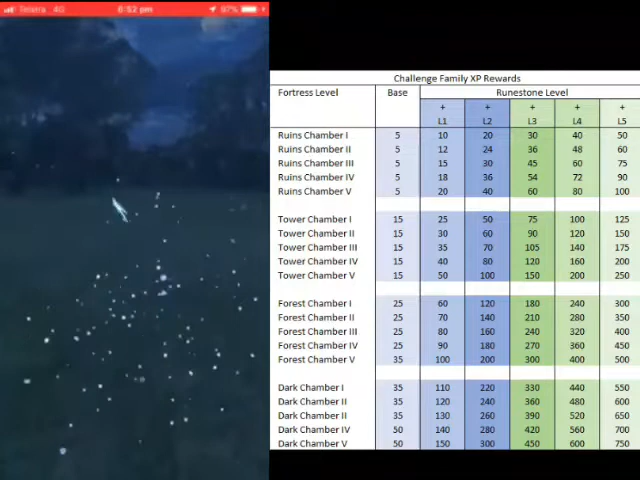 Telxera 4G 6:52 pm 97%
Challenge Family XP Rewards
Fortress Level Base Runestone Level
+ + + + +
L1 L2 L3 L4 L5
Ruins Chamber I 5 10 20 30 40 50
Ruins Chamber II 5 12 24 36 48 60
Ruins Chamber III 5 15 30 45 60 75
Ruins Chamber IV 5 18 36 54 72 90
Ruins Chamber V 5 20 40 60 80 100
Tower Chamber I 15 25 50 75 100 125
Tower Chamber II 15 30 60 90 120 150
Tower Chamber III 15 35 70 105 140 175
Tower Chamber IV 15 40 80 120 160 200
Tower Chamber V 15 50 100 150 200 250
Forest Chamber I 25 60 120 180 240 300
Forest Chamber II 25 70 140 210 280 350
Forest Chamber III 25 80 160 240 320 400
Forest Chamber IV 25 90 180 270 360 450
Forest Chamber V 35 100 200 300 400 500
Dark Chamber I 35 110 220 330 440 550
Dark Chamber II 35 120 240 360 480 600
Dark Chamber II 35 130 260 390 520 650
Dark Chamber IV 50 140 280 420 560 700
Dark Chamber V 50 150 300 450 600 750